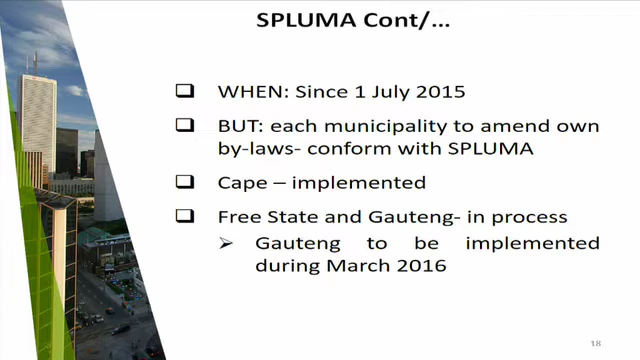 SPLUMA Cont/...
WHEN: Since 1 July 2015
BUT: each municipality to amend own
by-laws- conform with SPLUMA
Cape – implemented
Free State and Gauteng- in process
Gauteng to be implemented
during March 2016
18